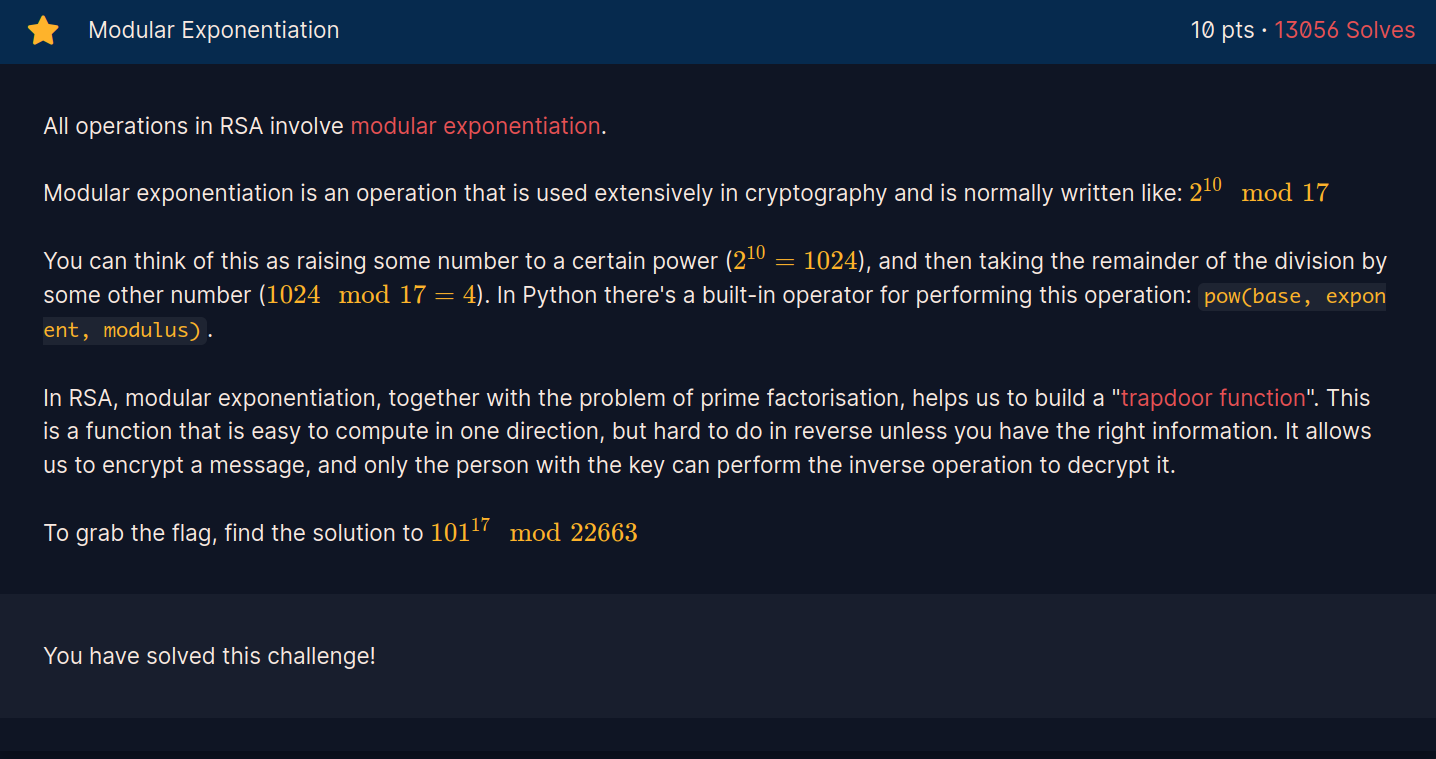 Modular Exponentiation
10 pts · 13056 Solves
All operations in RSA involve modular exponentiation.
Modular exponentiation is an operation that is used extensively in cryptography and is normally written like: 2¹⁰ mod 17
You can think of this as raising some number to a certain power (2¹⁰ = 1024), and then taking the remainder of the division by
some other number (1024 mod 17 = 4). In Python there's a built-in operator for performing this operation: pow(base, expon
ent, modulus).
In RSA, modular exponentiation, together with the problem of prime factorisation, helps us to build a "trapdoor function". This
is a function that is easy to compute in one direction, but hard to do in reverse unless you have the right information. It allows
us to encrypt a message, and only the person with the key can perform the inverse operation to decrypt it.
To grab the flag, find the solution to 101¹⁷ mod 22663
You have solved this challenge!